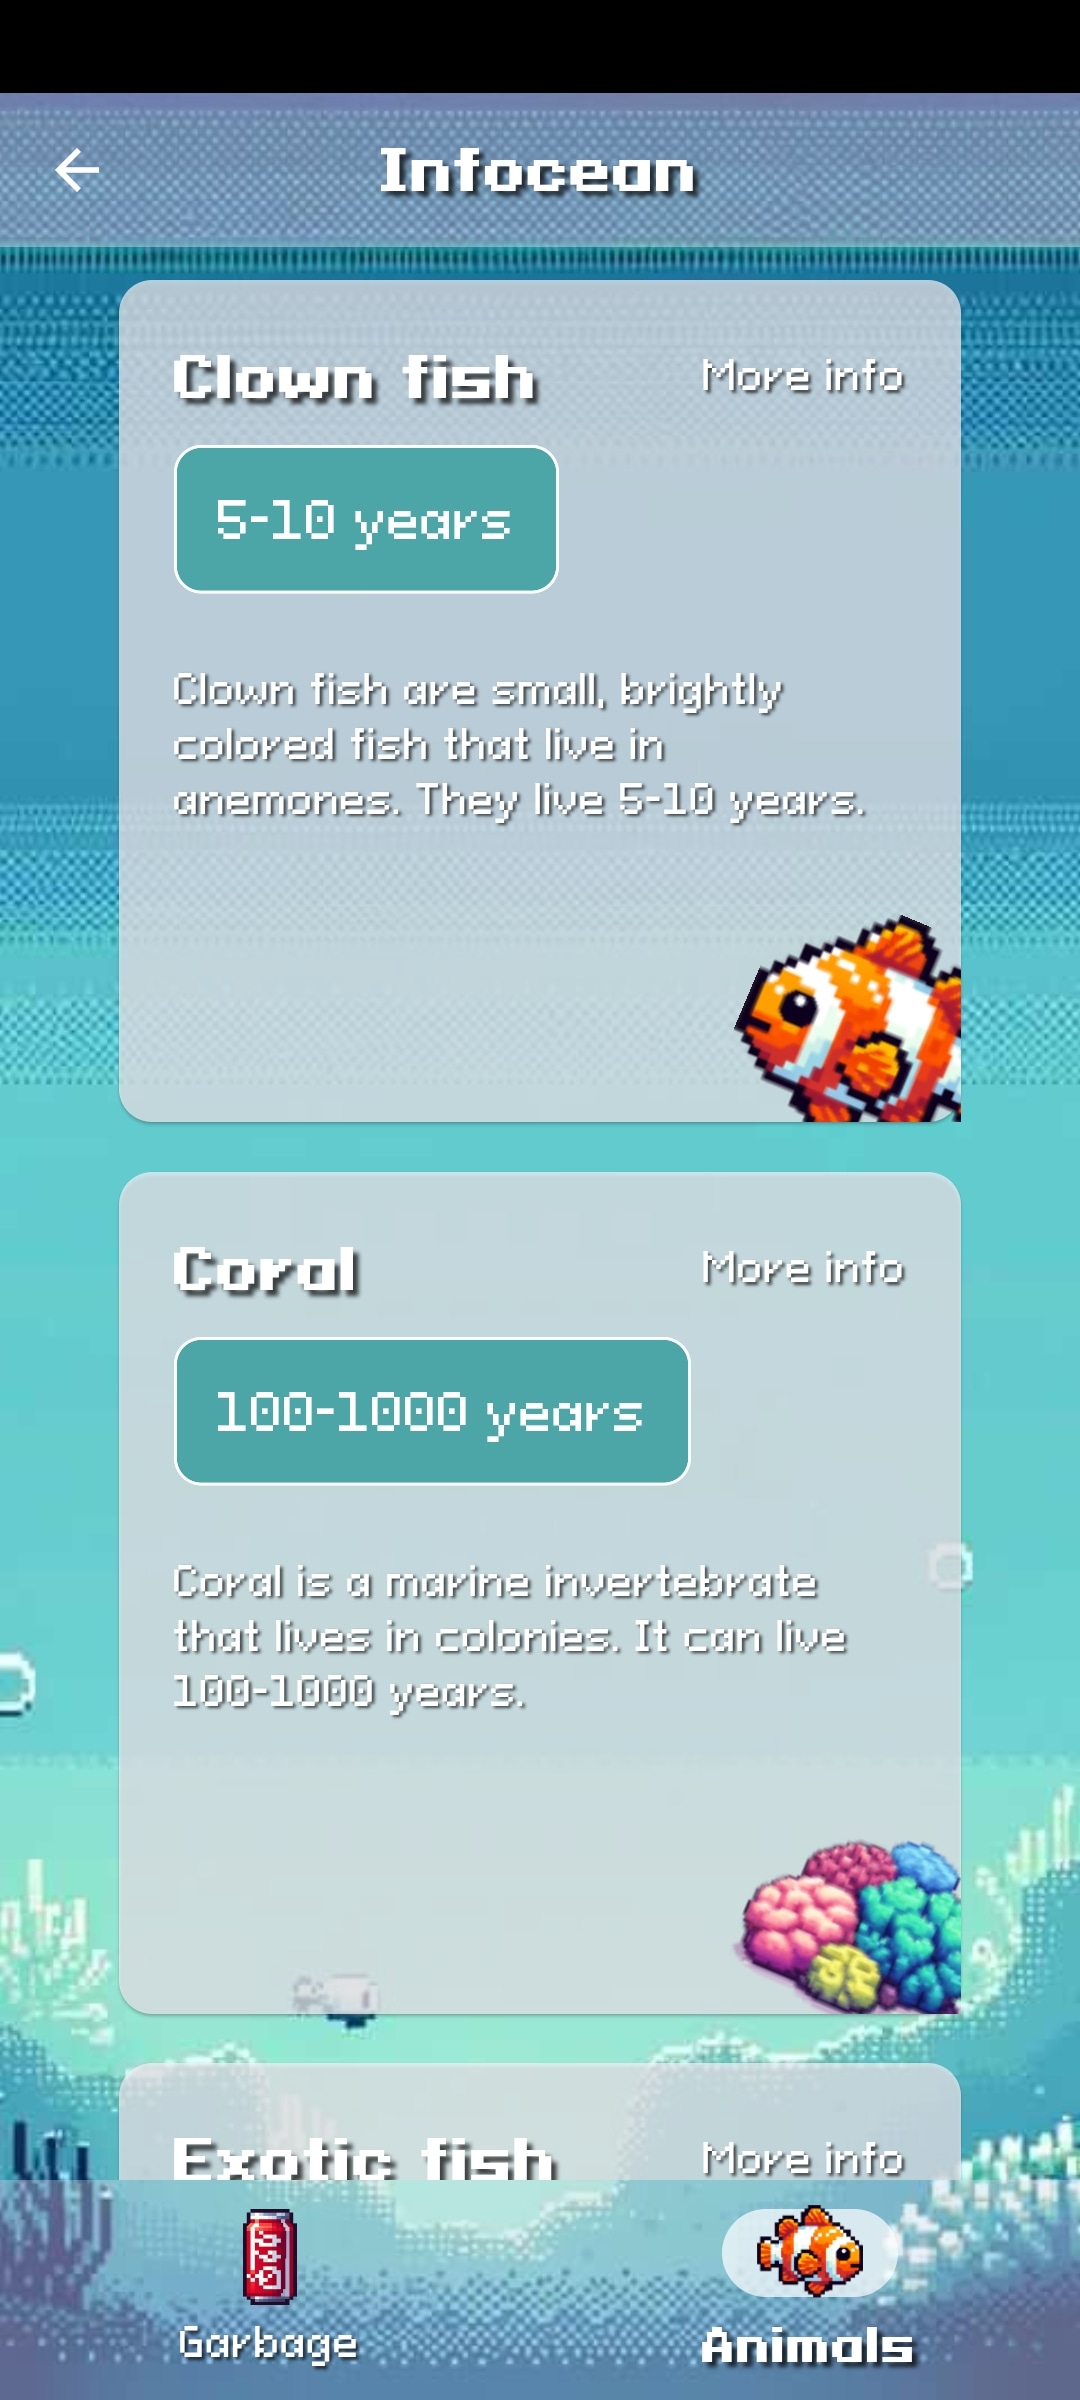 Infocean
Clown fish
More info
5-10 years
Clown fish are small, brightly
colored fish that live in
anemones. They live 5-10 years.
Coral
More info
100-1000 years
Coral is a marine invertebrate
that lives in colonies. It can live
100-1000 years.
Exotic fish
More info
Garbage
Animals